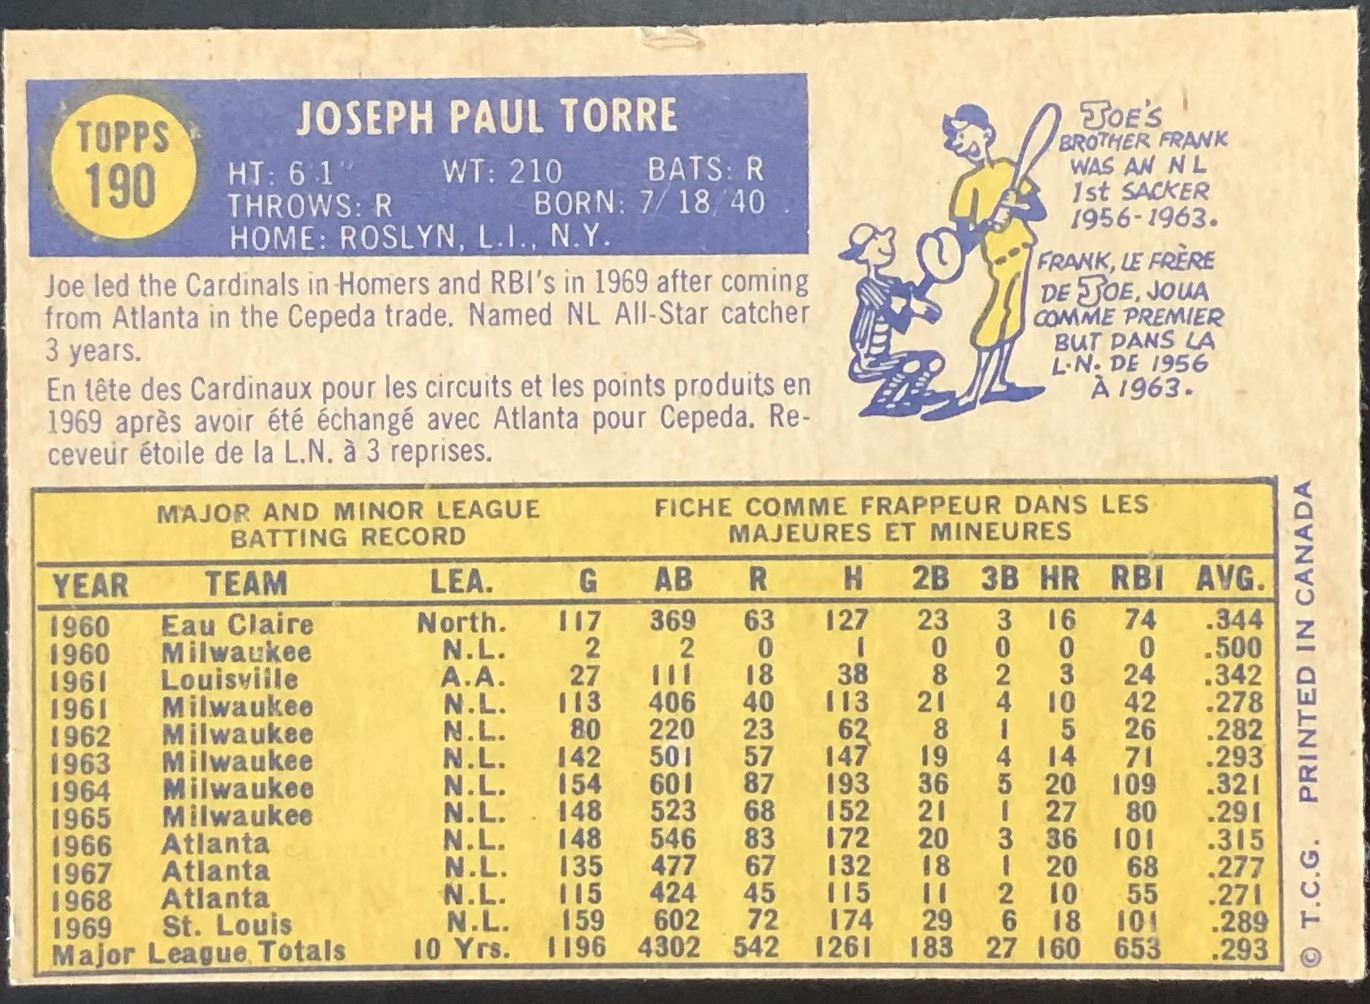 TOPPS
190
JOSEPH PAUL TORRE
HT: 6'1" WT: 210 BATS: R
THROWS: R BORN: 7/18/40
HOME: ROSLYN, L.I., N.Y.
Joe led the Cardinals in Homers and RBI's in 1969 after coming
from Atlanta in the Cepeda trade. Named NL All-Star catcher
3 years.
En tête des Cardinaux pour les circuits et les points produits en
1969 après avoir été échangé avec Atlanta pour Cepeda. Re-
ceveur étoile de la L.N. à 3 reprises.
JOE'S
BROTHER FRANK
WAS AN NL
1st SACKER
1956-1963.
FRANK, LE FRÈRE
DE JOE, JOUA
COMME PREMIER
BUT DANS LA
L.N. DE 1956
À 1963.
MAJOR AND MINOR LEAGUE
BATTING RECORD
FICHE COMME FRAPPEUR DANS LES
MAJEURES ET MINEURES
YEAR TEAM LEA. G AB R H 2B 3B HR RBI AVG.
1960 Eau Claire North. 117 369 63 127 23 3 16 74 .344
1960 Milwaukee N.L. 2 2 0 1 0 0 0 0 .500
1961 Louisville A.A. 27 111 18 38 8 2 3 24 .342
1961 Milwaukee N.L. 113 406 40 113 21 4 10 42 .278
1962 Milwaukee N.L. 80 220 23 62 8 1 5 26 .282
1963 Milwaukee N.L. 142 501 57 147 19 4 14 71 .293
1964 Milwaukee N.L. 154 601 87 193 36 5 20 109 .321
1965 Milwaukee N.L. 148 523 68 152 21 1 27 80 .291
1966 Atlanta N.L. 148 546 83 172 20 3 36 101 .315
1967 Atlanta N.L. 135 477 67 132 18 1 20 68 .277
1968 Atlanta N.L. 115 424 45 115 11 2 10 55 .271
1969 St. Louis N.L. 159 602 72 174 29 6 18 101 .289
Major League Totals 10 Yrs. 1196 4302 542 1261 183 27 160 653 .293
© T.C.G. PRINTED IN CANADA